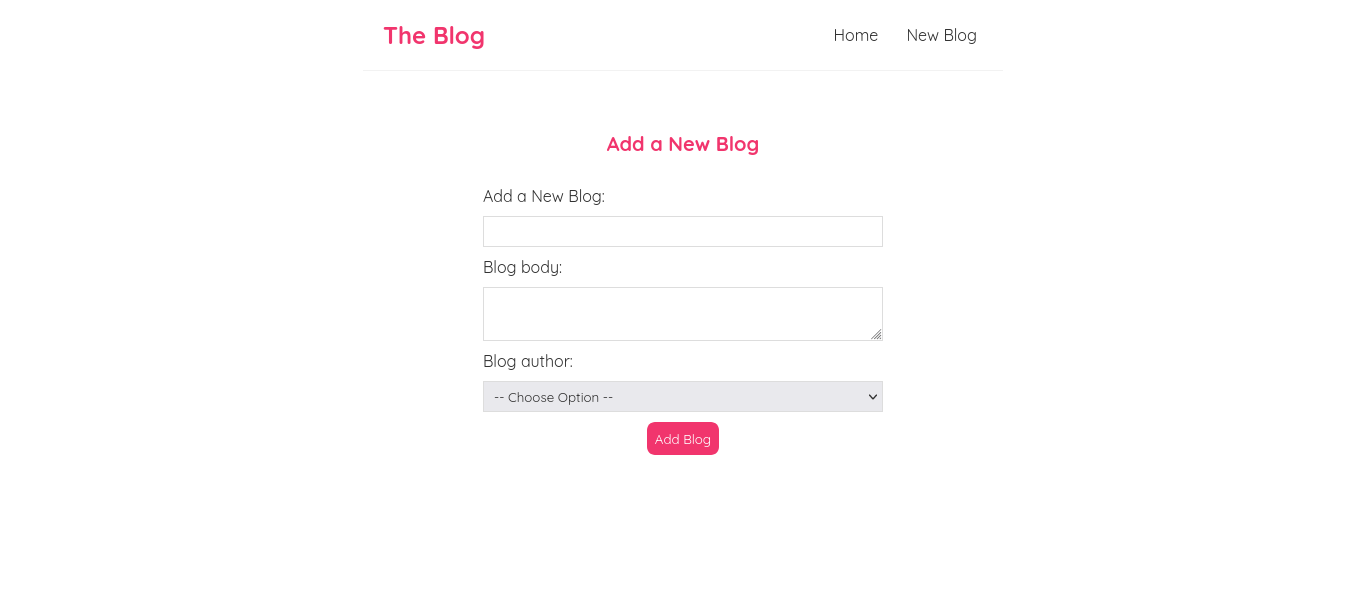 The Blog
Home
New Blog
Add a New Blog
Add a New Blog:
Blog body:
Blog author:
-- Choose Option --
Add Blog